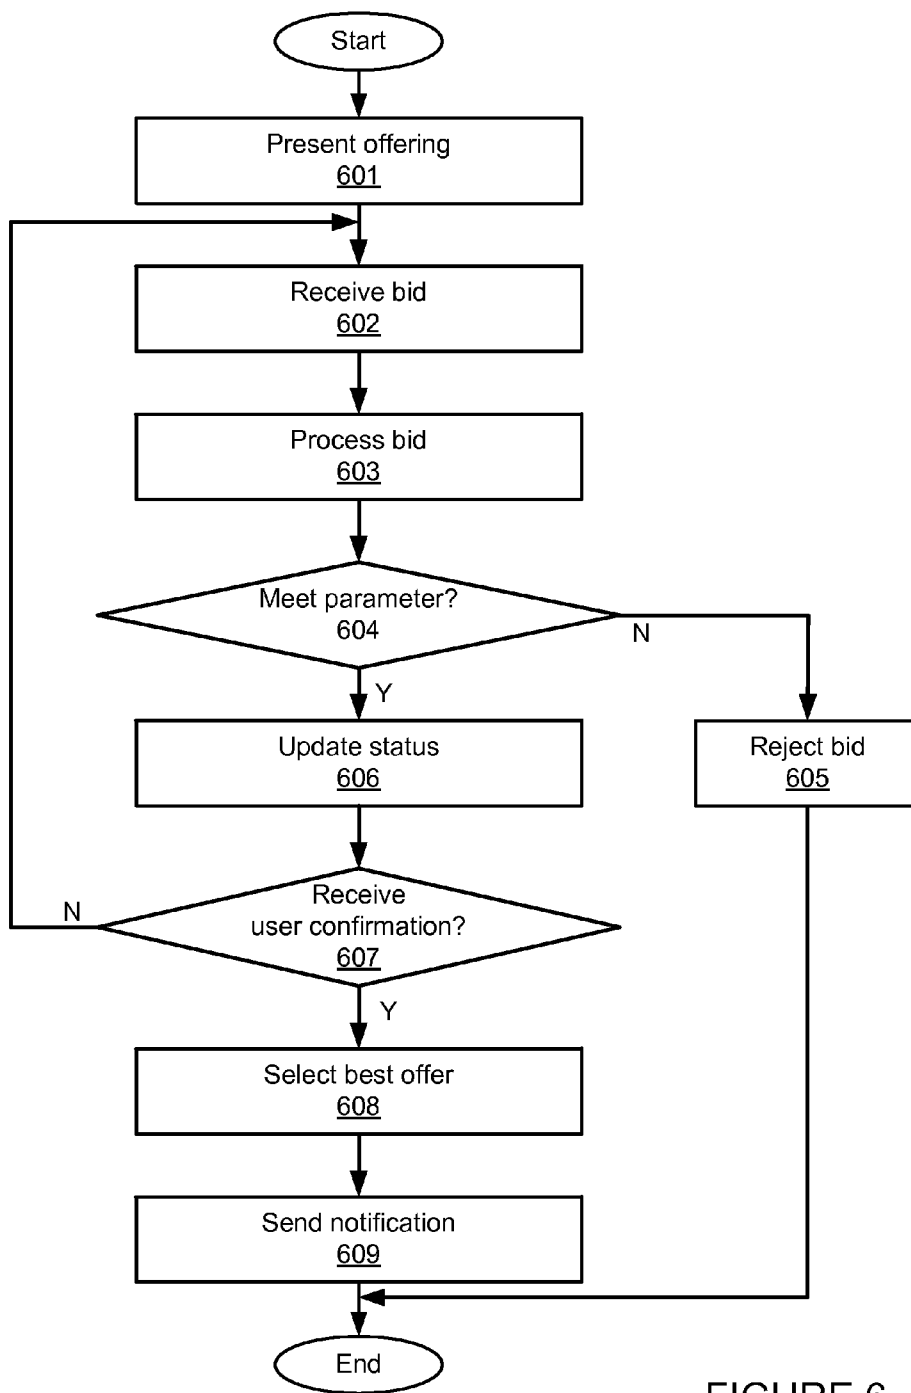 Start
Present offering
601
Receive bid
602
Process bid
603
Meet parameter?
604
N
Y
Update status
606
Reject bid
605
Receive
user confirmation?
607
N
Y
Select best offer
608
Send notification
609
End
FIGURE 6